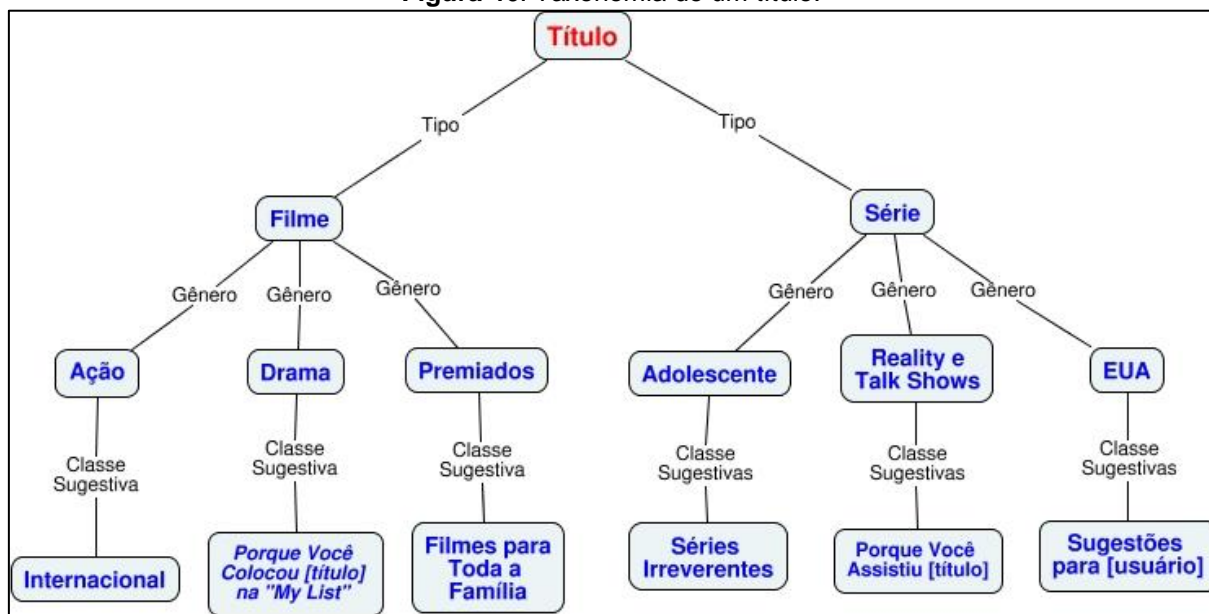 Título
Tipo
Tipo
Filme
Série
Gênero
Gênero
Gênero
Gênero
Gênero
Gênero
Ação
Drama
Premiados
Adolescente
Reality e
Talk Shows
EUA
Classe
Sugestiva
Classe
Sugestiva
Classe
Sugestiva
Classe
Sugestivas
Classe
Sugestivas
Classe
Sugestivas
Internacional
Porque Você
Colocou [título]
na "My List"
Filmes para
Toda a
Família
Séries
Irreverentes
Porque Você
Assistiu [título]
Sugestões
para [usuário]